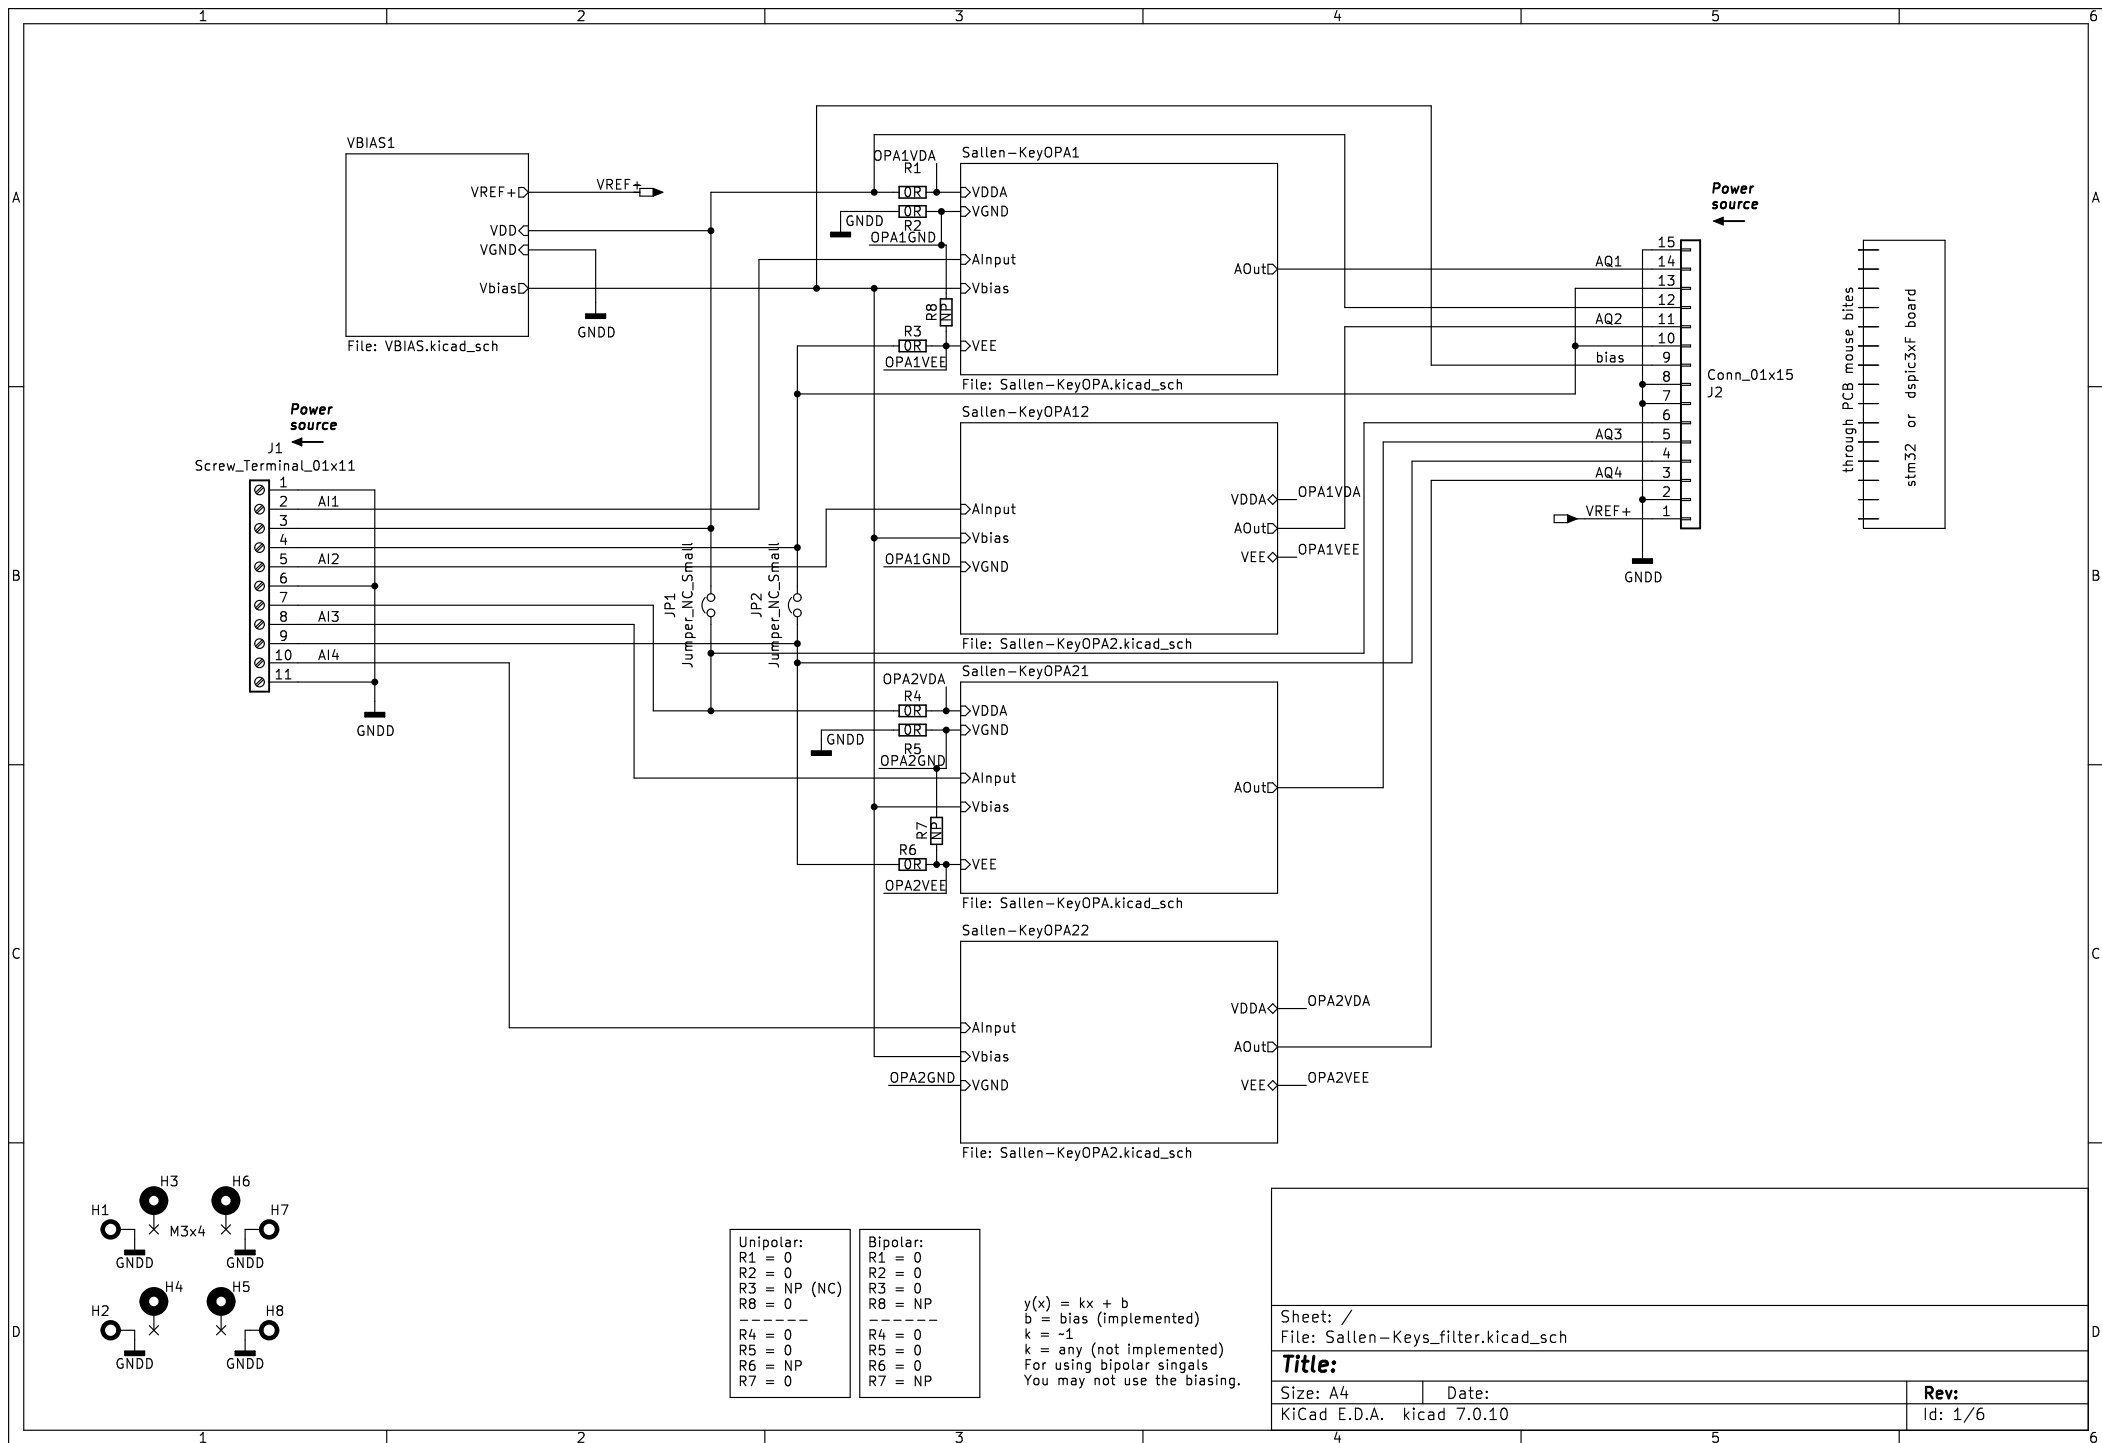 1 2 3 4 5 6
A
B
C
D
A
B
C
D
1 2 3 4 5 6
VBIAS1
VREF+
VDD
VGND
Vbias
File: VBIAS.kicad_sch
VREF+
GNDD
Power
source
J1
Screw_Terminal_01x11
1
2
3
4
5
6
7
8
9
10
11
AI1
AI2
AI3
AI4
GNDD
JP1
Jumper_NC_Small
JP2
Jumper_NC_Small
OPA1VDA
R1
0R
0R
R2
GNDD
OPA1GND
R8
NP
R3
0R
OPA1VEE
Sallen-KeyOPA1
VDDA
VGND
AInput
Vbias
VEE
AOut
File: Sallen-KeyOPA.kicad_sch
Sallen-KeyOPA12
AInput
Vbias
VGND
OPA1GND
VDDA
AOut
VEE
OPA1VDA
OPA1VEE
File: Sallen-KeyOPA2.kicad_sch
Sallen-KeyOPA21
OPA2VDA
R4
0R
0R
R5
GNDD
OPA2GND
R7
NP
R6
0R
OPA2VEE
VDDA
VGND
AInput
Vbias
VEE
AOut
File: Sallen-KeyOPA.kicad_sch
Sallen-KeyOPA22
AInput
Vbias
VGND
OPA2GND
VDDA
AOut
VEE
OPA2VDA
OPA2VEE
File: Sallen-KeyOPA2.kicad_sch
Power
source
15
14
13
12
11
10
9
8
7
6
5
4
3
2
1
AQ1
AQ2
bias
AQ3
AQ4
VREF+
Conn_01x15
J2
GNDD
through PCB mouse bites
stm32 or dspic3xF board
H1
H3
H6
H7
M3x4
GNDD
GNDD
H2
H4
H5
H8
GNDD
GNDD
Unipolar:
R1 = 0
R2 = 0
R3 = NP (NC)
R8 = 0
------
R4 = 0
R5 = 0
R6 = NP
R7 = 0
Bipolar:
R1 = 0
R2 = 0
R3 = 0
R8 = NP
------
R4 = 0
R5 = 0
R6 = 0
R7 = NP
y(x) = kx + b
b = bias (implemented)
k = ~1
k = any (not implemented)
For using bipolar singals
You may not use the biasing.
Sheet: /
File: Sallen-Keys_filter.kicad_sch
Title:
Size: A4
Date:
Rev:
KiCad E.D.A. kicad 7.0.10
Id: 1/6